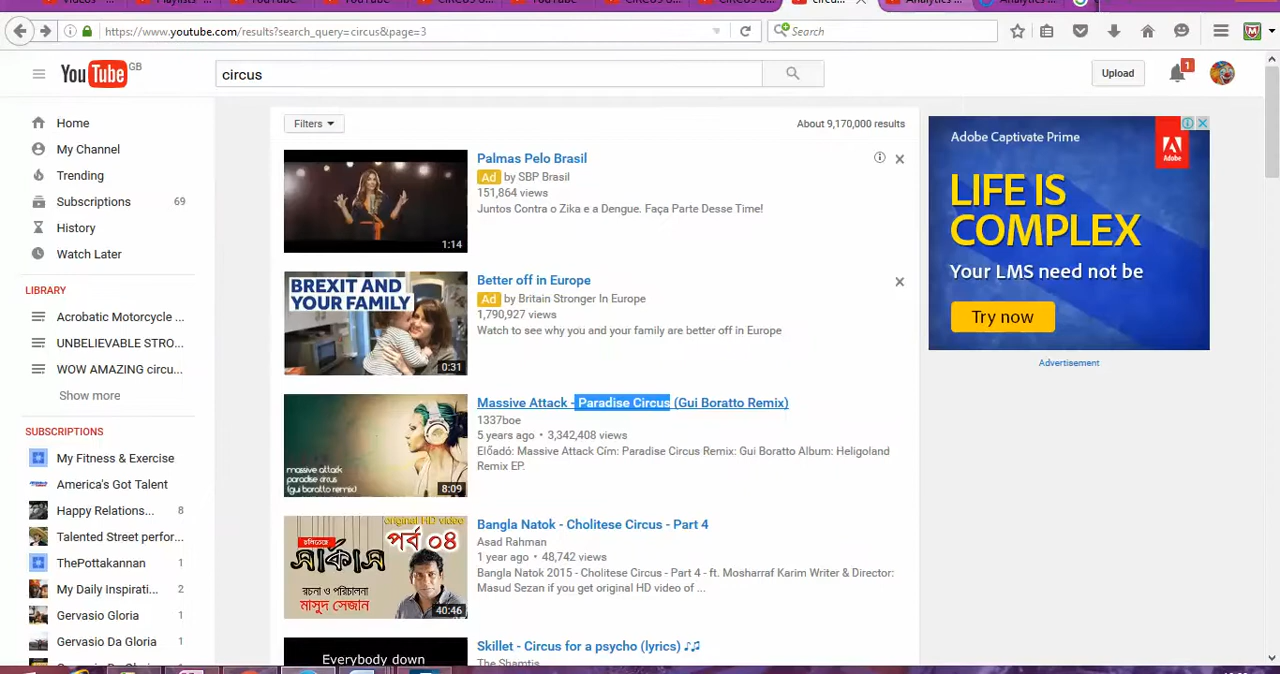 https://www.youtube.com/results?search_query=circus&page=3
Search
YouTube GB
circus
Upload
1
Home
My Channel
Trending
Subscriptions 69
History
Watch Later
LIBRARY
Acrobatic Motorcycle ...
UNBELIEVABLE STRO...
WOW AMAZING circu...
Show more
SUBSCRIPTIONS
My Fitness & Exercise
America's Got Talent
Happy Relations... 8
Talented Street perfor...
ThePottakannan 1
My Daily Inspirati... 2
Gervasio Gloria 1
Gervasio Da Gloria 1
Filters
About 9,170,000 results
Palmas Pelo Brasil
Ad by SBP Brasil
151,864 views
Juntos Contra o Zika e a Dengue. Faça Parte Desse Time!
1:14
BREXIT AND
YOUR FAMILY
0:31
Better off in Europe
Ad by Britain Stronger In Europe
1,790,927 views
Watch to see why you and your family are better off in Europe
massive attack
paradise circus
(gui boratto remix)
8:09
Massive Attack - Paradise Circus (Gui Boratto Remix)
1337boe
5 years ago • 3,342,408 views
Előadó: Massive Attack Cím: Paradise Circus Remix: Gui Boratto Album: Heligoland
Remix EP.
original HD video
পর্ব ০৪
সার্কাস
রচনা ও পরিচালনা
মাসুদ সেজান
40:46
Bangla Natok - Cholitese Circus - Part 4
Asad Rahman
1 year ago • 48,742 views
Bangla Natok 2015 - Cholitese Circus - Part 4 - ft. Mosharraf Karim Writer & Director:
Masud Sezan if you get original HD video of ...
Everybody down
Skillet - Circus for a psycho (lyrics) ♪♫
The Shamtis
Adobe Captivate Prime
Adobe
LIFE IS
COMPLEX
Your LMS need not be
Try now
Advertisement